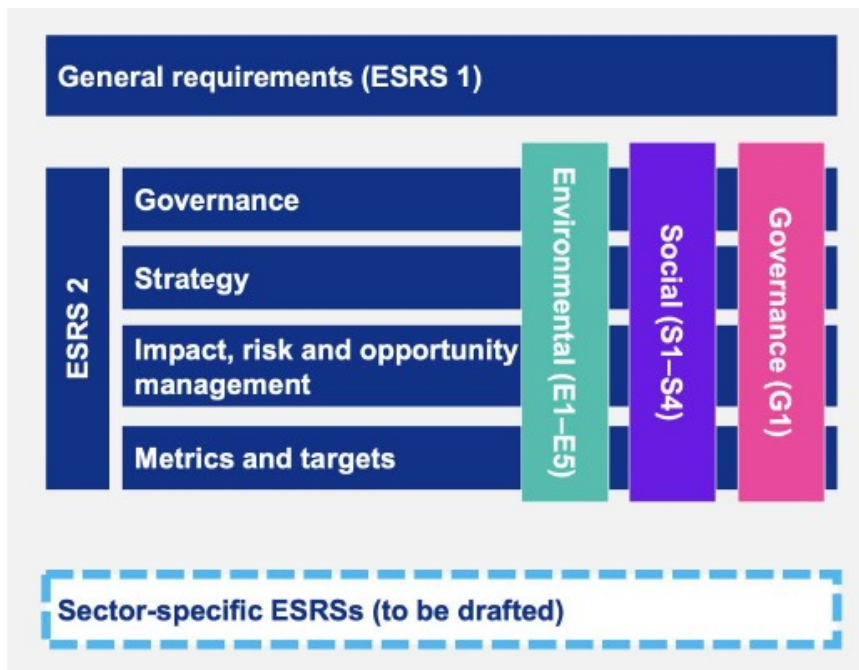 General requirements (ESRS 1)
ESRS 2
Governance
Strategy
Impact, risk and opportunity
management
Metrics and targets
Environmental (E1–E5)
Social (S1–S4)
Governance (G1)
Sector-specific ESRSs (to be drafted)